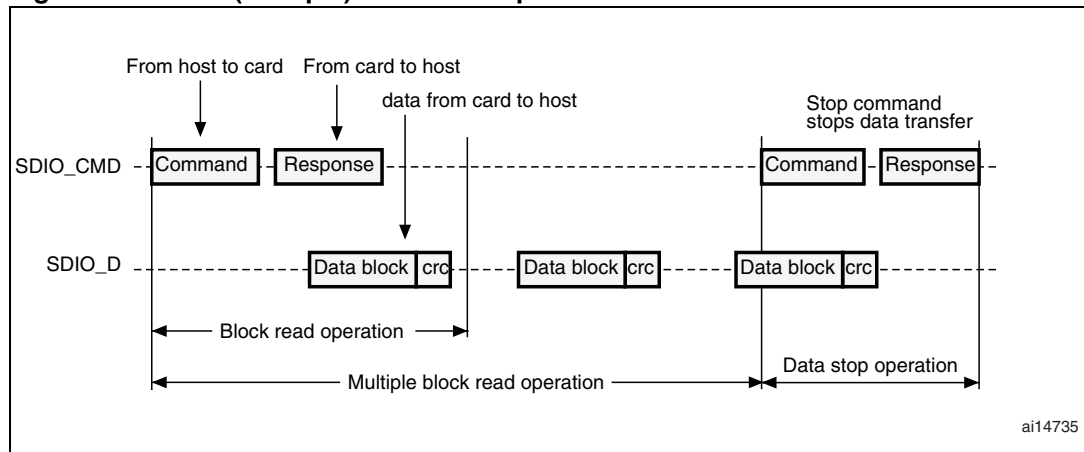 From host to card From card to host
data from card to host
Stop command
stops data transfer
SDIO_CMD Command Response Command Response
SDIO_D Data block crc Data block crc Data block crc
Block read operation
Data stop operation
Multiple block read operation
ai14735